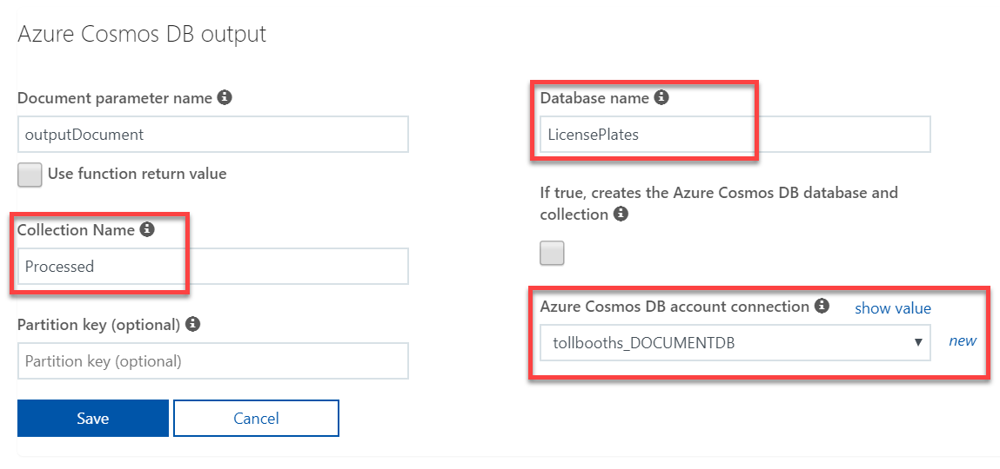 Azure Cosmos DB output
Document parameter name
outputDocument
Use function return value
Collection Name
Processed
Partition key (optional)
Partition key (optional)
Save
Cancel
Database name
LicensePlates
If true, creates the Azure Cosmos DB database and
collection
Azure Cosmos DB account connection
show value
tollbooths_DOCUMENTDB
new